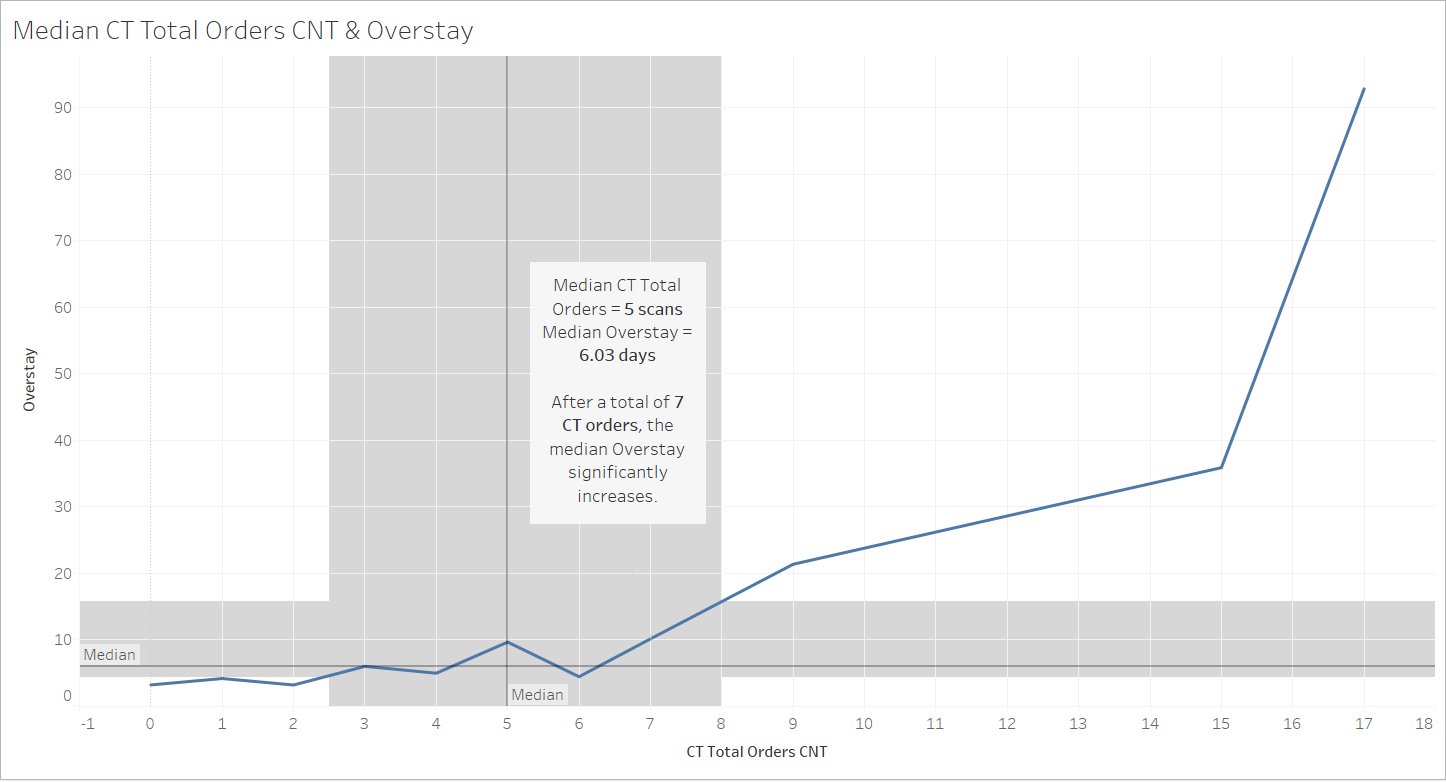 Median CT Total Orders CNT & Overstay
90
80
70
60
50
40
30
20
10
0
Overstay
Median CT Total
Orders = 5 scans
Median Overstay =
6.03 days
After a total of 7
CT orders, the
median Overstay
significantly
increases.
Median
Median
-1 0 1 2 3 4 5 6 7 8 9 10 11 12 13 14 15 16 17 18
CT Total Orders CNT